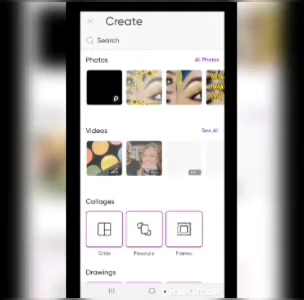 Create
Search
Photos
All Photos
Videos
See All
Collages
Grids
Freestyle
Frames
Drawings